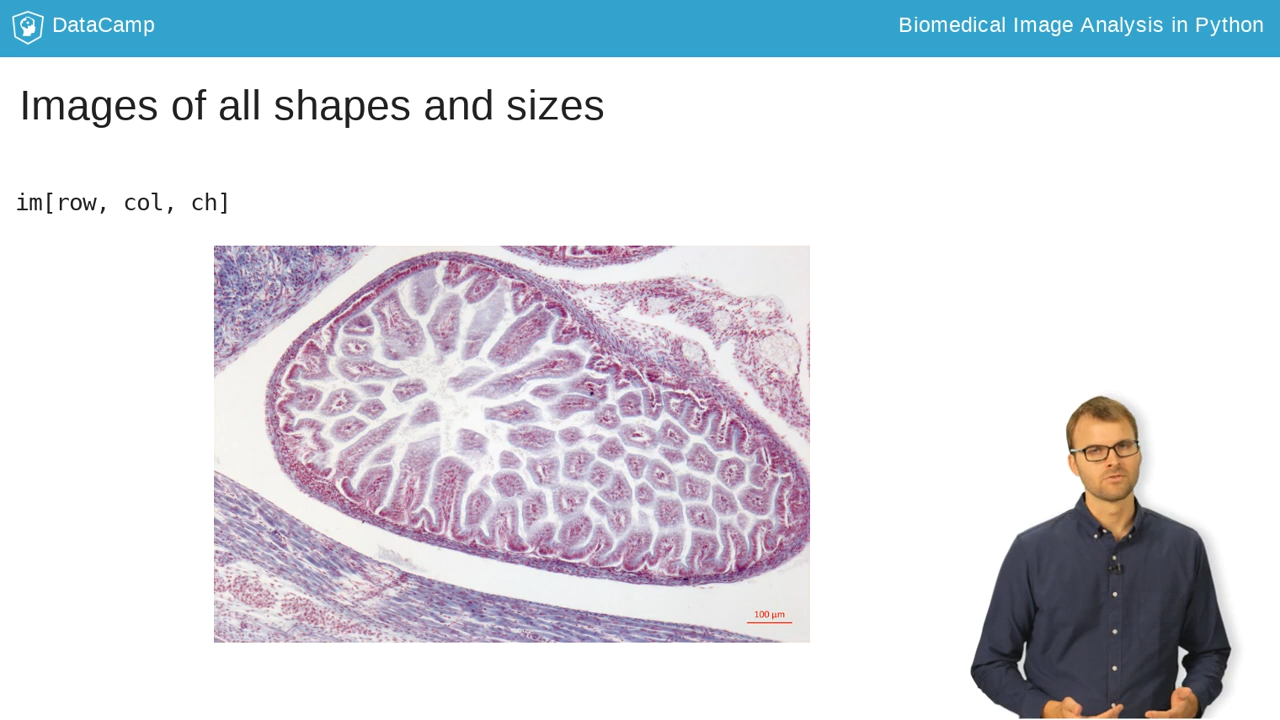 DataCamp
Biomedical Image Analysis in Python
Images of all shapes and sizes
im[row, col, ch]
100 µm